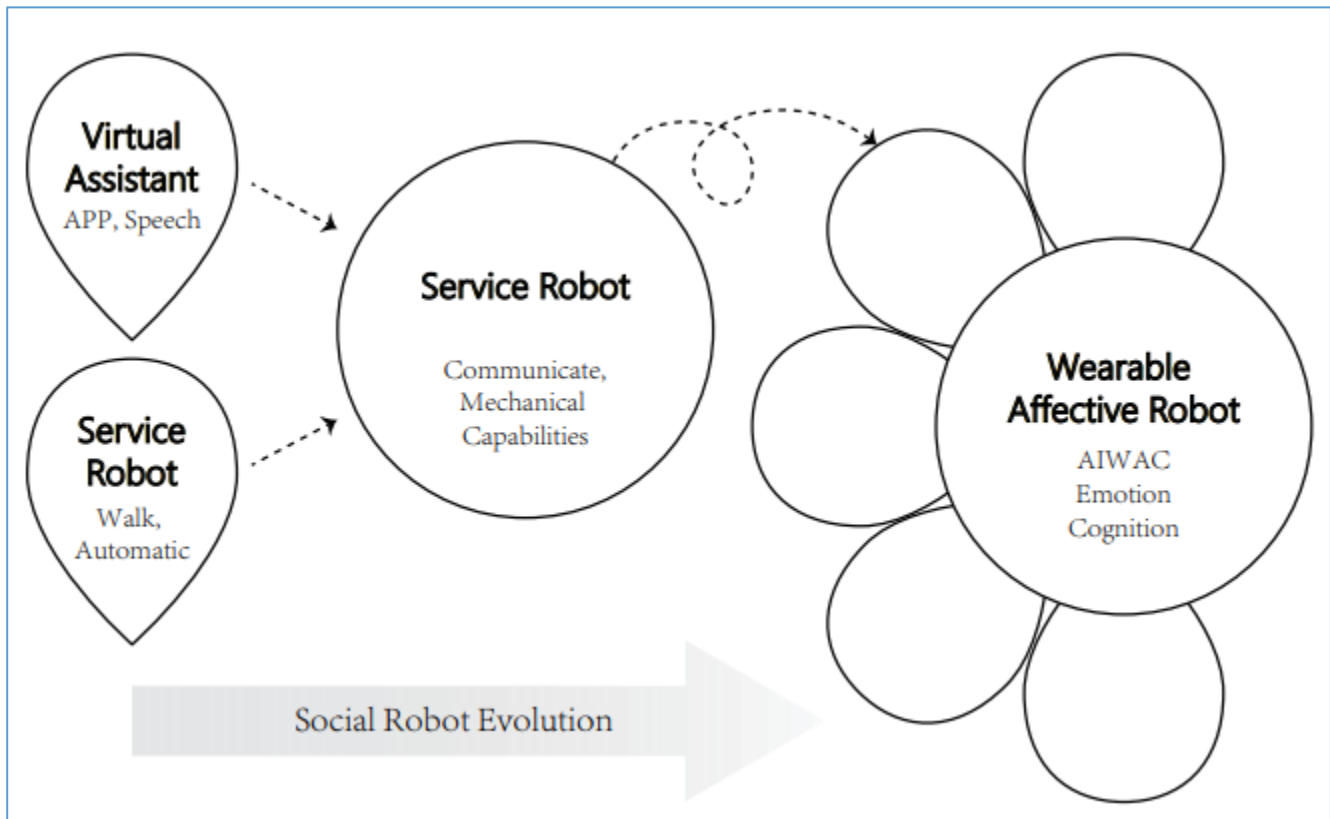 Virtual
Assistant
APP, Speech
Service
Robot
Walk,
Automatic
Service Robot
Communicate,
Mechanical
Capabilities
Wearable
Affective Robot
AIWAC
Emotion
Cognition
Social Robot Evolution